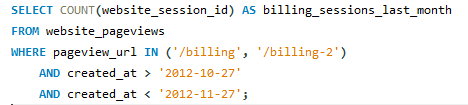 SELECT COUNT(website_session_id) AS billing_sessions_last_month
FROM website_pageviews
WHERE pageview_url IN ('/billing', '/billing-2')
    AND created_at > '2012-10-27'
    AND created_at < '2012-11-27';